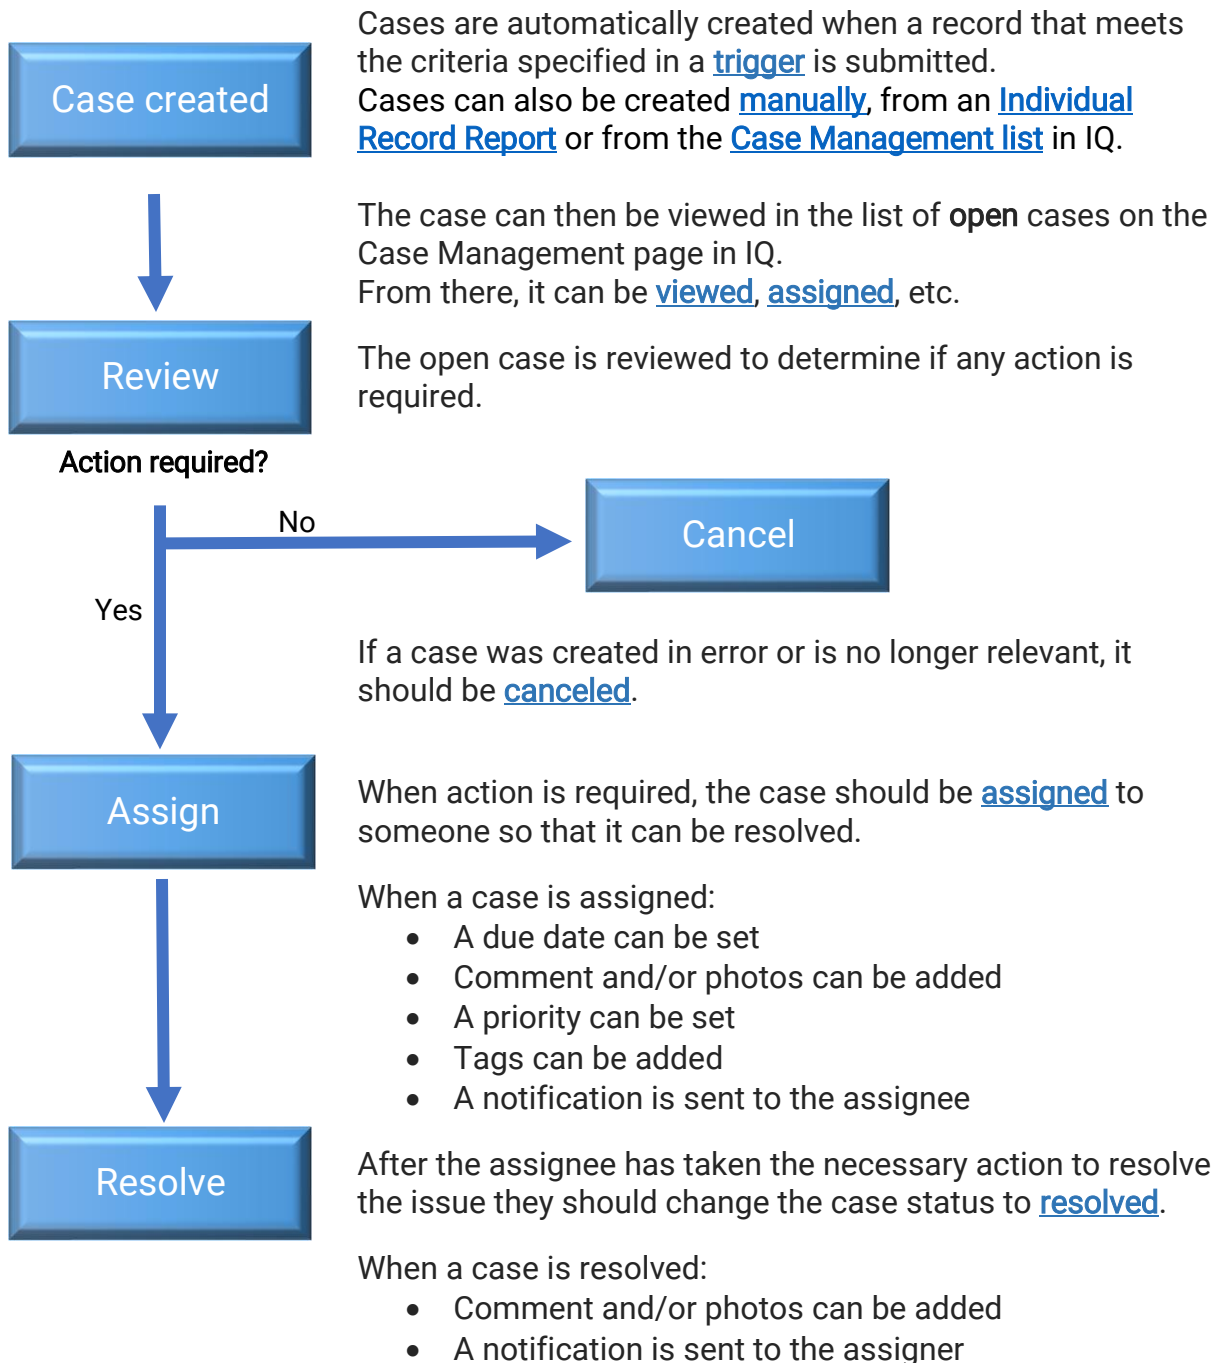 Case created
Cases are automatically created when a record that meets
the criteria specified in a trigger is submitted.
Cases can also be created manually, from an Individual
Record Report or from the Case Management list in IQ.
The case can then be viewed in the list of open cases on the
Case Management page in IQ.
From there, it can be viewed, assigned, etc.
Review
The open case is reviewed to determine if any action is
required.
Action required?
No
Cancel
Yes
If a case was created in error or is no longer relevant, it
should be canceled.
Assign
When action is required, the case should be assigned to
someone so that it can be resolved.
When a case is assigned:
• A due date can be set
• Comment and/or photos can be added
• A priority can be set
• Tags can be added
• A notification is sent to the assignee
Resolve
After the assignee has taken the necessary action to resolve
the issue they should change the case status to resolved.
When a case is resolved:
• Comment and/or photos can be added
• A notification is sent to the assigner